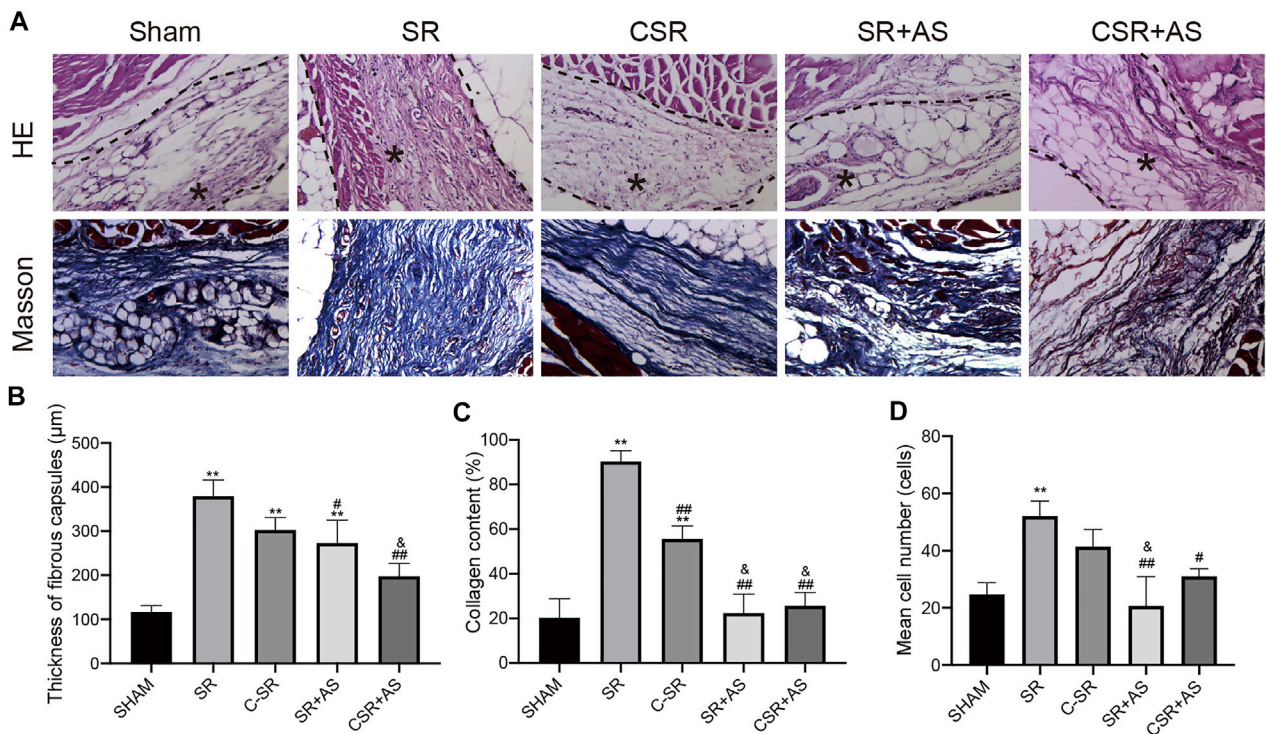 A
Sham SR CSR SR+AS CSR+AS
HE
* * * * *
Masson
B
Thickness of fibrous capsules (μm)
500
400
300
200
100
0
**
**
#
**
&
##
SHAM SR C-SR SR+AS CSR+AS
C
Collagen content (%)
100
80
60
40
20
0
**
##
**
&
##
&
##
SHAM SR C-SR SR+AS CSR+AS
D
Mean cell number (cells)
80
60
40
20
0
**
&
##
#
SHAM SR C-SR SR+AS CSR+AS